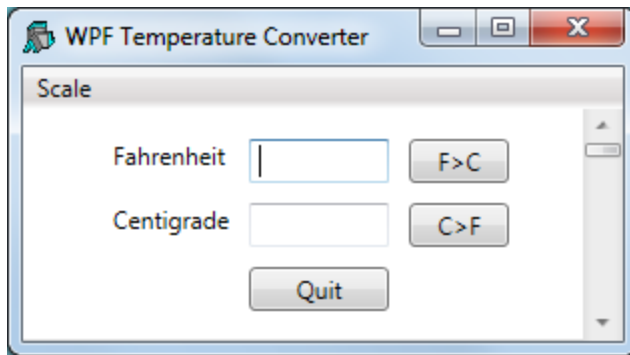 WPF Temperature Converter
Scale
Fahrenheit F>C
Centigrade C>F
Quit